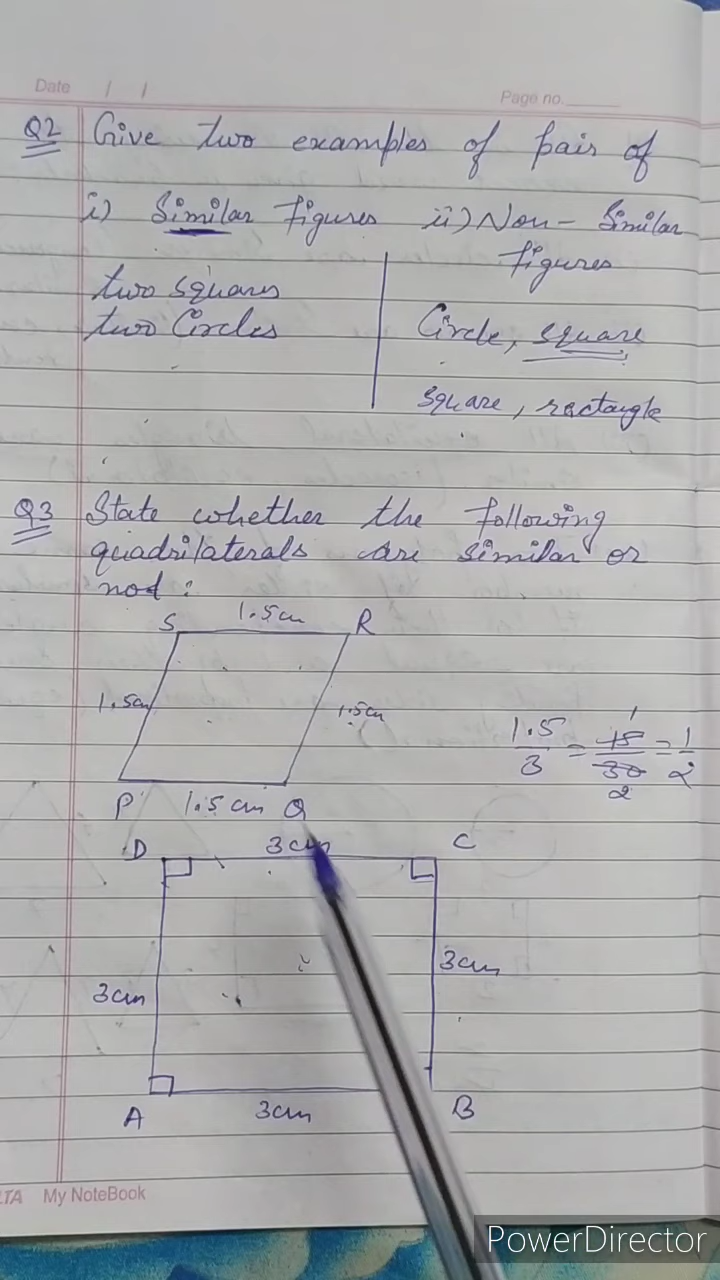 Date / /
Page no.
Q2 Give two examples of pair of
i) Similar figures ii) Non-Similar
figures
two squares
two Circles
Circle, square
square, rectangle
Q3 State whether the following
quadrilaterals are similar or
not:
S 1.5cm R
1.5cm 1.5cm
P 1.5 cm Q
1.5/3 = 15/30 = 1/2
1
2
D 3cm C
3cm 3cm
A 3cm B
My NoteBook
PowerDirector